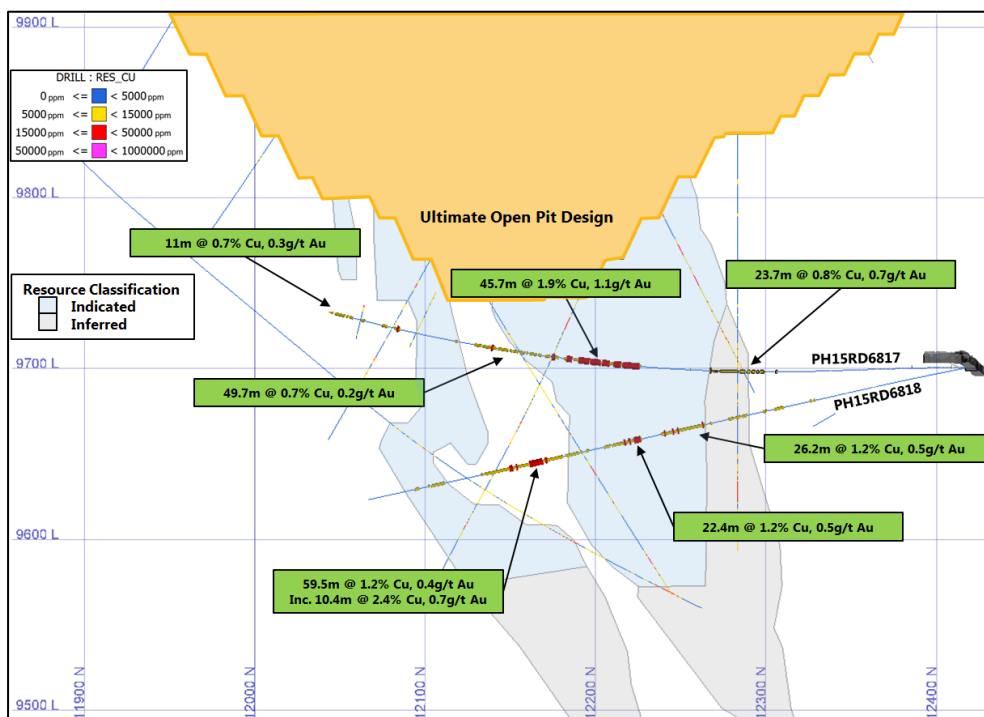 9900 L
DRILL : RES_CU
0 ppm <= < 5000 ppm
5000 ppm <= < 15000 ppm
15000 ppm <= < 50000 ppm
50000 ppm <= < 1000000 ppm
9800 L
Ultimate Open Pit Design
11m @ 0.7% Cu, 0.3g/t Au
45.7m @ 1.9% Cu, 1.1g/t Au
23.7m @ 0.8% Cu, 0.7g/t Au
Resource Classification
Indicated
Inferred
9700 L
PH15RD6817
49.7m @ 0.7% Cu, 0.2g/t Au
PH15RD6818
26.2m @ 1.2% Cu, 0.5g/t Au
22.4m @ 1.2% Cu, 0.5g/t Au
9600 L
59.5m @ 1.2% Cu, 0.4g/t Au
Inc. 10.4m @ 2.4% Cu, 0.7g/t Au
9500 L
11900 N
12000 N
12100 N
12200 N
12300 N
12400 N